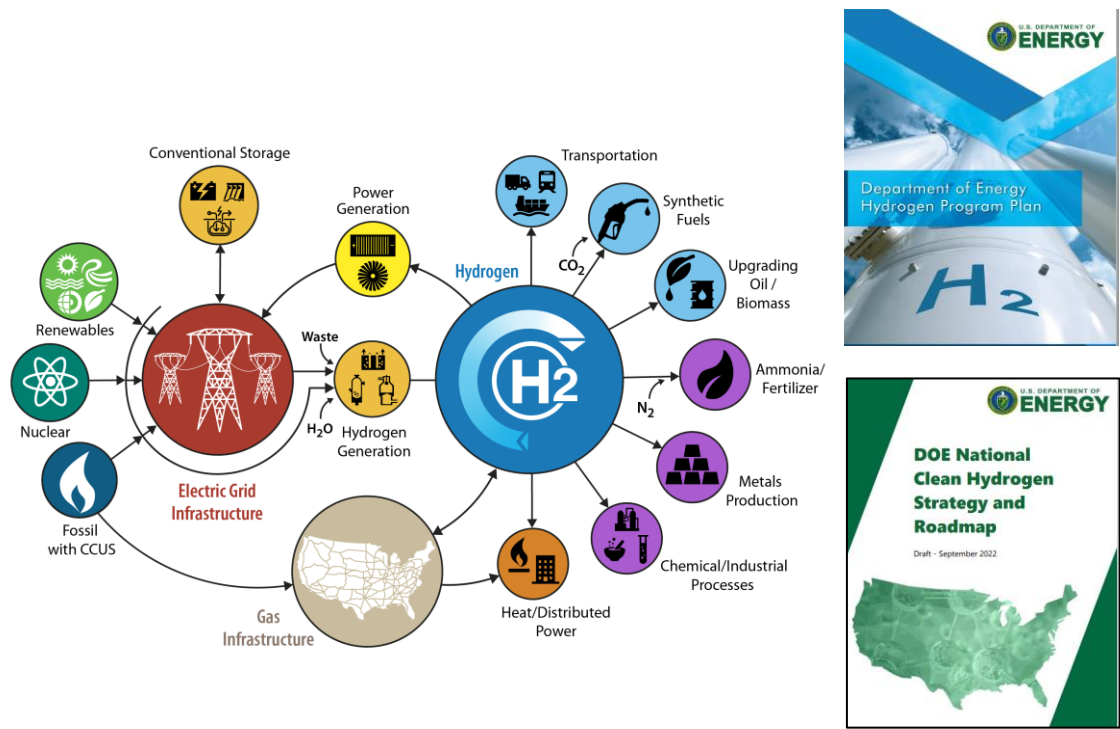 Conventional Storage
Renewables
Nuclear
Fossil
with CCUS
Electric Grid
Infrastructure
Power
Generation
Waste
H2O
Hydrogen
Generation
Gas
Infrastructure
Hydrogen
H2
Transportation
CO2
Synthetic
Fuels
Upgrading
Oil /
Biomass
N2
Ammonia/
Fertilizer
Metals
Production
Chemical/Industrial
Processes
Heat/Distributed
Power
U.S. DEPARTMENT OF
ENERGY
Department of Energy
Hydrogen Program Plan
H2
U.S. DEPARTMENT OF
ENERGY
DOE National
Clean Hydrogen
Strategy and
Roadmap
Draft - September 2022